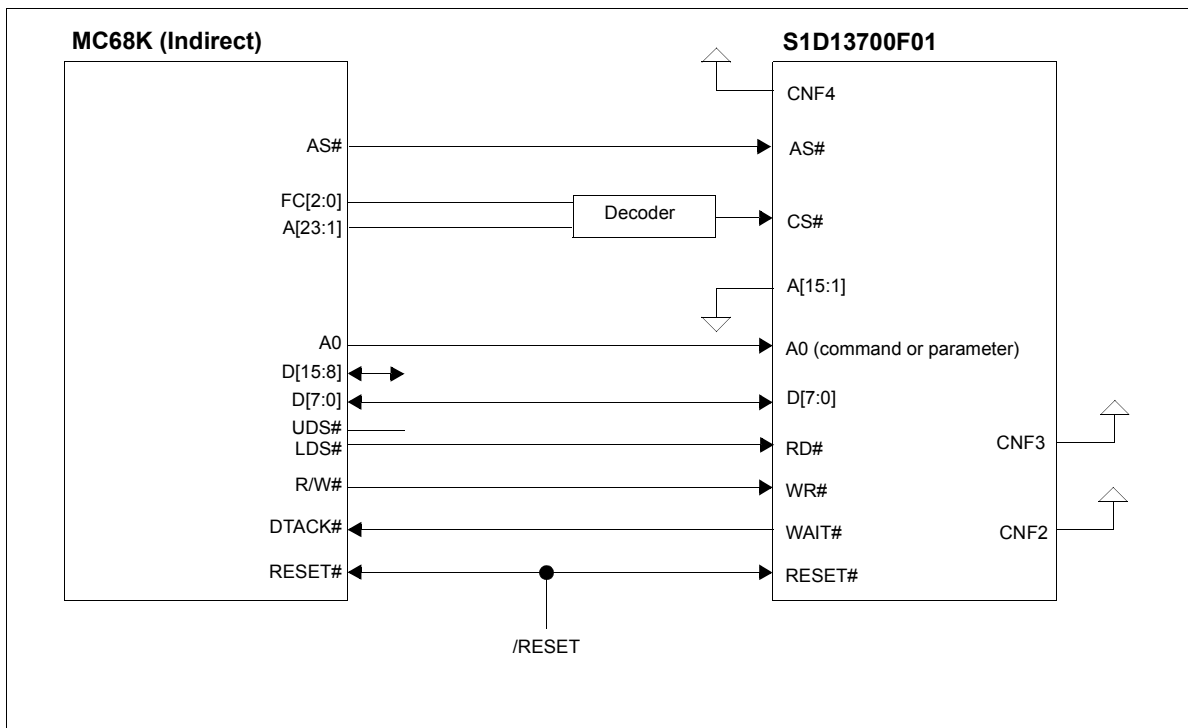 MC68K (Indirect)
S1D13700F01
CNF4
AS#
AS#
FC[2:0]
A[23:1]
Decoder
CS#
A[15:1]
A0
A0 (command or parameter)
D[15:8]
D[7:0]
D[7:0]
UDS#
LDS#
RD#
CNF3
R/W#
WR#
DTACK#
WAIT#
CNF2
RESET#
RESET#
/RESET